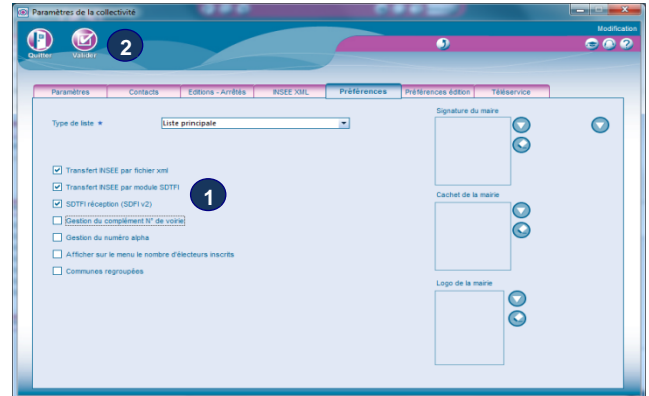 Paramètres de la collectivité
Modification
Quitter
Valider
2
Paramètres
Contacts
Editions - Arrêtés
INSEE XML
Préférences
Préférences édition
Téléservice
Type de liste *
Liste principale
Signature du maire
Transfert INSEE par fichier xml
Transfert INSEE par module SDTFI
SDTFI réception (SDFI v2)
1
Gestion du complément N° de voirie
Gestion du numéro alpha
Afficher sur le menu le nombre d'électeurs inscrits
Communes regroupées
Cachet de la mairie
Logo de la mairie